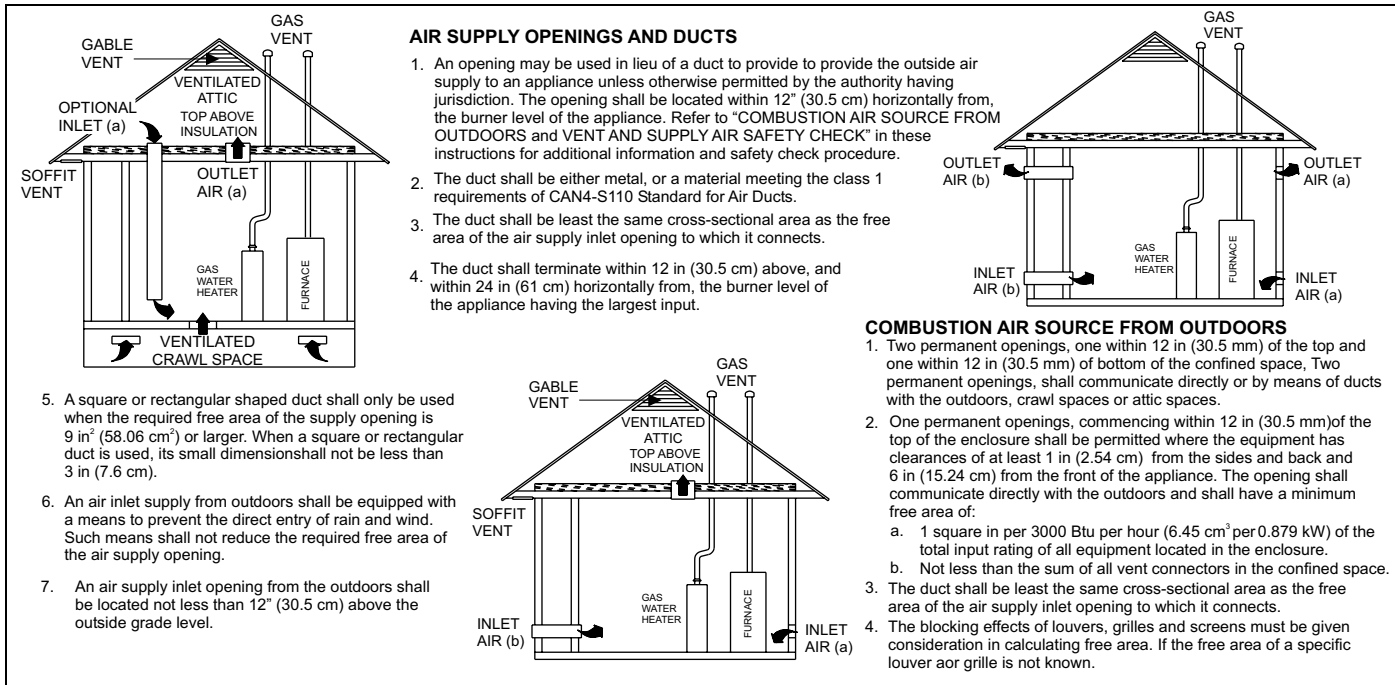 GABLE
VENT
GAS
VENT
VENTILATED
ATTIC
TOP ABOVE
INSULATION
OPTIONAL
INLET (a)
SOFFIT
VENT
OUTLET
AIR (a)
GAS
WATER
HEATER
FURNACE
VENTILATED
CRAWL SPACE
AIR SUPPLY OPENINGS AND DUCTS
1. An opening may be used in lieu of a duct to provide to provide the outside air
supply to an appliance unless otherwise permitted by the authority having
jurisdiction. The opening shall be located within 12” (30.5 cm) horizontally from,
the burner level of the appliance. Refer to “COMBUSTION AIR SOURCE FROM
OUTDOORS and VENT AND SUPPLY AIR SAFETY CHECK” in these
instructions for additional information and safety check procedure.
2. The duct shall be either metal, or a material meeting the class 1
requirements of CAN4-S110 Standard for Air Ducts.
3. The duct shall be least the same cross-sectional area as the free
area of the air supply inlet opening to which it connects.
4. The duct shall terminate within 12 in (30.5 cm) above, and
within 24 in (61 cm) horizontally from, the burner level of
the appliance having the largest input.
5. A square or rectangular shaped duct shall only be used
when the required free area of the supply opening is
9 in² (58.06 cm²) or larger. When a square or rectangular
duct is used, its small dimensionshall not be less than
3 in (7.6 cm).
6. An air inlet supply from outdoors shall be equipped with
a means to prevent the direct entry of rain and wind.
Such means shall not reduce the required free area of
the air supply opening.
7. An air supply inlet opening from the outdoors shall
be located not less than 12” (30.5 cm) above the
outside grade level.
GABLE
VENT
GAS
VENT
VENTILATED
ATTIC
TOP ABOVE
INSULATION
SOFFIT
VENT
GAS
WATER
HEATER
FURNACE
INLET
AIR (b)
INLET
AIR (a)
GAS
VENT
OUTLET
AIR (b)
OUTLET
AIR (a)
GAS
WATER
HEATER
FURNACE
INLET
AIR (b)
INLET
AIR (a)
COMBUSTION AIR SOURCE FROM OUTDOORS
1. Two permanent openings, one within 12 in (30.5 mm) of the top and
one within 12 in (30.5 mm) of bottom of the confined space, Two
permanent openings, shall communicate directly or by means of ducts
with the outdoors, crawl spaces or attic spaces.
2. One permanent openings, commencing within 12 in (30.5 mm)of the
top of the enclosure shall be permitted where the equipment has
clearances of at least 1 in (2.54 cm) from the sides and back and
6 in (15.24 cm) from the front of the appliance. The opening shall
communicate directly with the outdoors and shall have a minimum
free area of:
a. 1 square in per 3000 Btu per hour (6.45 cm³ per 0.879 kW) of the
total input rating of all equipment located in the enclosure.
b. Not less than the sum of all vent connectors in the confined space.
3. The duct shall be least the same cross-sectional area as the free
area of the air supply inlet opening to which it connects.
4. The blocking effects of louvers, grilles and screens must be given
consideration in calculating free area. If the free area of a specific
louver aor grille is not known.